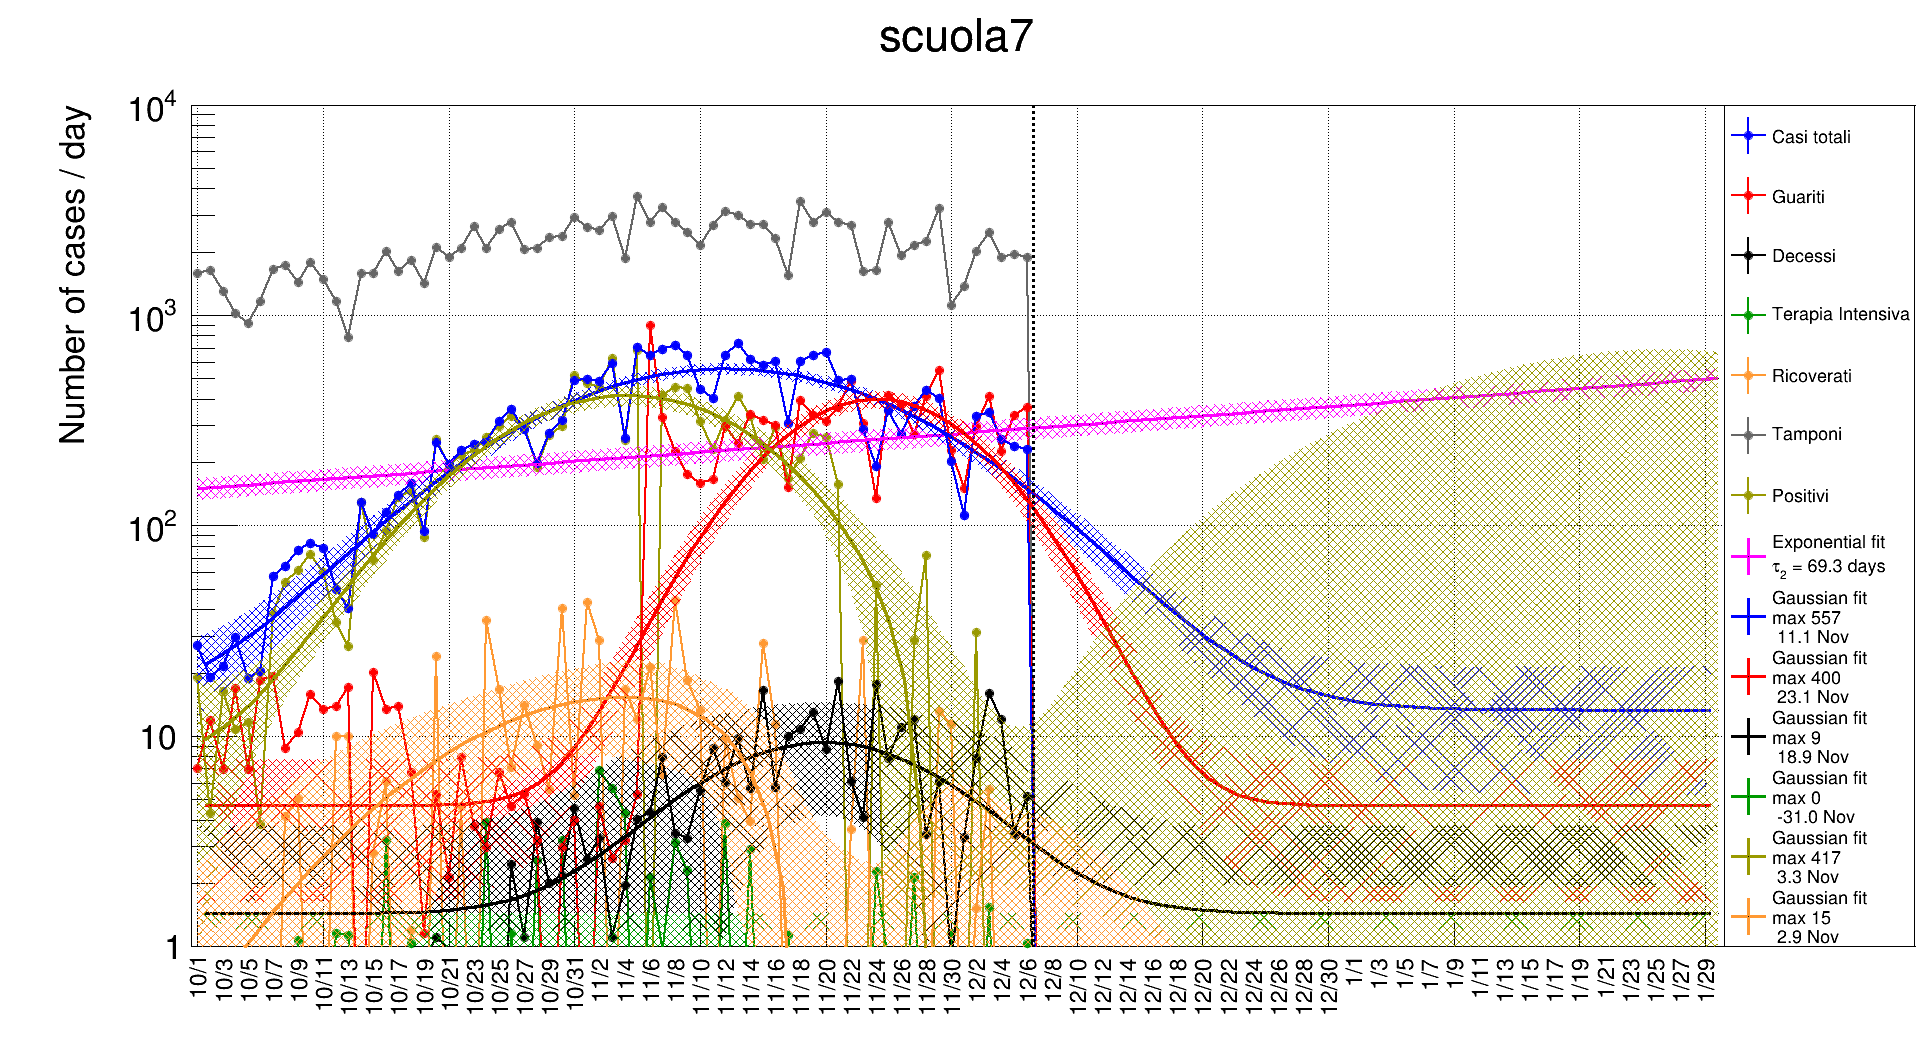 scuola7
Number of cases / day
10^4
10^3
10^2
10
1
10/1 10/3 10/5 10/7 10/9 10/11 10/13 10/15 10/17 10/19 10/21 10/23 10/25 10/27 10/29 10/31 11/2 11/4 11/6 11/8 11/10 11/12 11/14 11/16 11/18 11/20 11/22 11/24 11/26 11/28 11/30 12/2 12/4 12/6 12/8 12/10 12/12 12/14 12/16 12/18 12/20 12/22 12/24 12/26 12/28 12/30 1/1 1/3 1/5 1/7 1/9 1/11 1/13 1/15 1/17 1/19 1/21 1/23 1/25 1/27 1/29
Casi totali
Guariti
Decessi
Terapia Intensiva
Ricoverati
Tamponi
Positivi
Exponential fit
τ2 = 69.3 days
Gaussian fit
max 557
11.1 Nov
Gaussian fit
max 400
23.1 Nov
Gaussian fit
max 9
18.9 Nov
Gaussian fit
max 0
-31.0 Nov
Gaussian fit
max 417
3.3 Nov
Gaussian fit
max 15
2.9 Nov